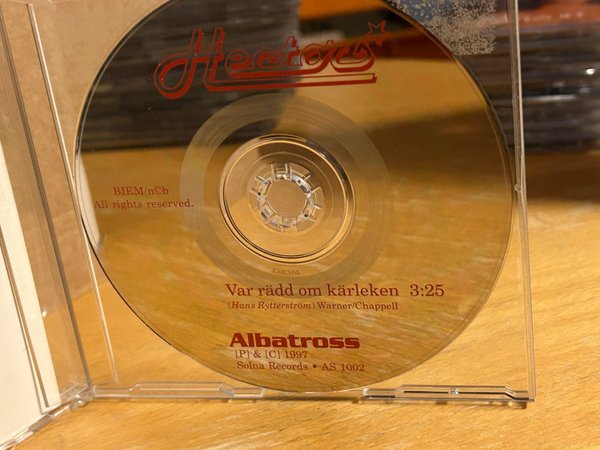 Hectors
BIEM/n©b
All rights reserved.
Var rädd om kärleken 3:25
(Hans Rytterström) Warner/Chappell
Albatross
[P] & [C] 1997
Solna Records • AS 1002